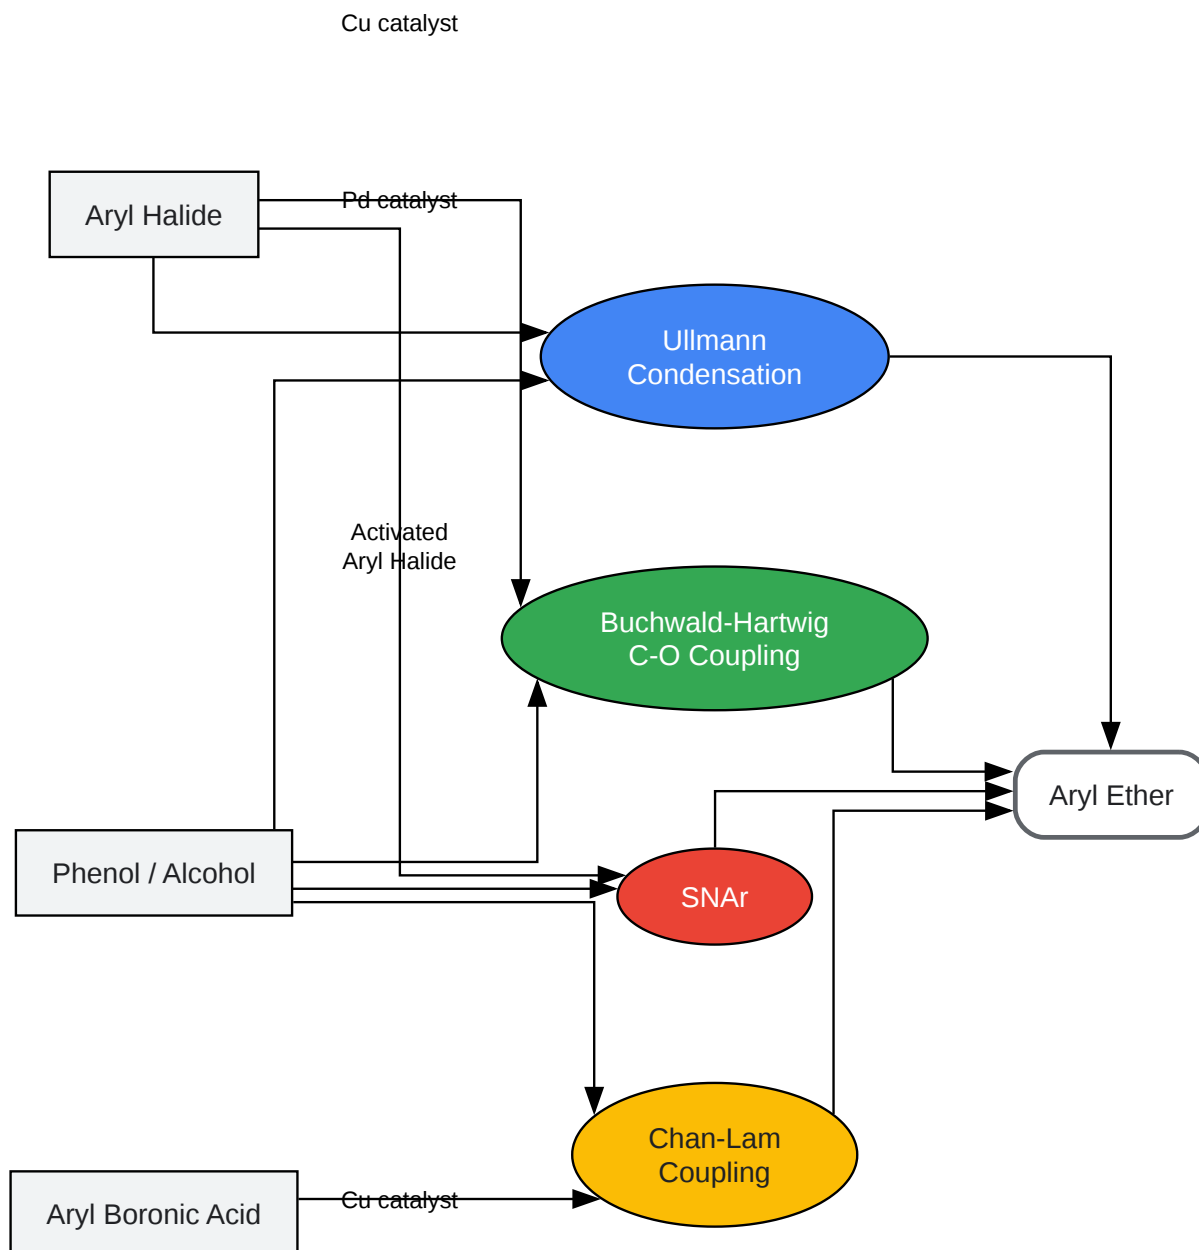 Cu catalyst
Pd catalyst
Aryl Halide
Ullmann
Condensation
Activated
Aryl Halide
Buchwald-Hartwig
C-O Coupling
Aryl Ether
Phenol / Alcohol
SNAr
Chan-Lam
Coupling
Cu catalyst
Aryl Boronic Acid